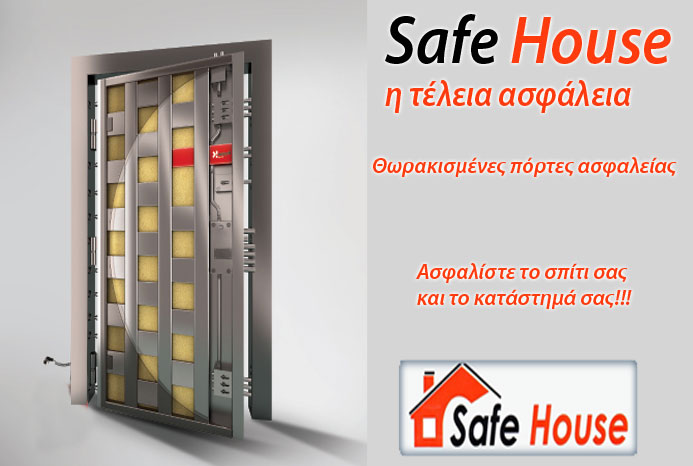 Safe House
η τέλεια ασφάλεια
Θωρακισμένες πόρτες ασφαλείας
Ασφαλίστε το σπίτι σας
και το κατάστημά σας!!!
Safe House